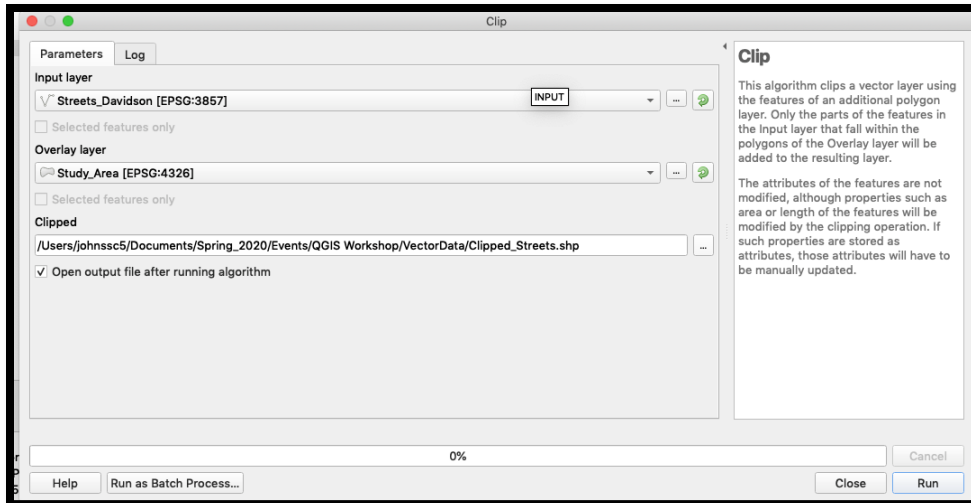 Clip
Parameters
Log
Input layer
Streets_Davidson [EPSG:3857]
INPUT
...
Selected features only
Overlay layer
Study_Area [EPSG:4326]
...
Selected features only
Clipped
/Users/johnssc5/Documents/Spring_2020/Events/QGIS Workshop/VectorData/Clipped_Streets.shp
...
Open output file after running algorithm
Clip
This algorithm clips a vector layer using
the features of an additional polygon
layer. Only the parts of the features in
the Input layer that fall within the
polygons of the Overlay layer will be
added to the resulting layer.
The attributes of the features are not
modified, although properties such as
area or length of the features will be
modified by the clipping operation. If
such properties are stored as
attributes, those attributes will have to
be manually updated.
0%
Cancel
Help
Run as Batch Process...
Close
Run
r
P
5